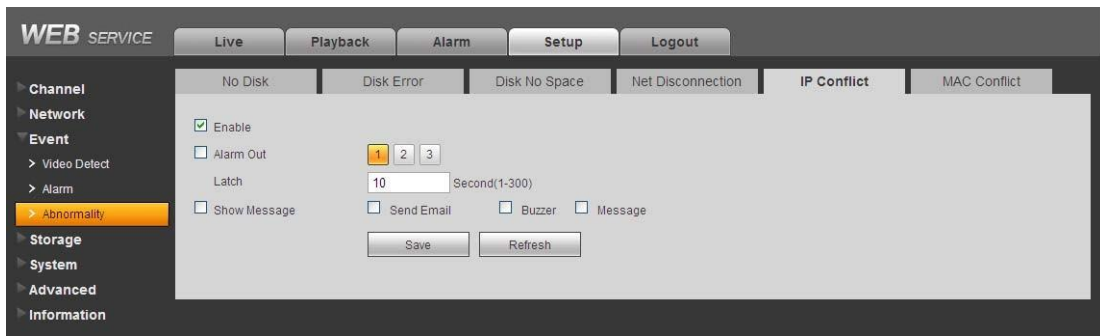 WEB SERVICE
Live Playback Alarm Setup Logout
No Disk Disk Error Disk No Space Net Disconnection IP Conflict MAC Conflict
Channel
Network
Event
> Video Detect
> Alarm
> Abnormality
Storage
System
Advanced
Information
Enable
Alarm Out 1 2 3
Latch 10 Second(1-300)
Show Message Send Email Buzzer Message
Save Refresh